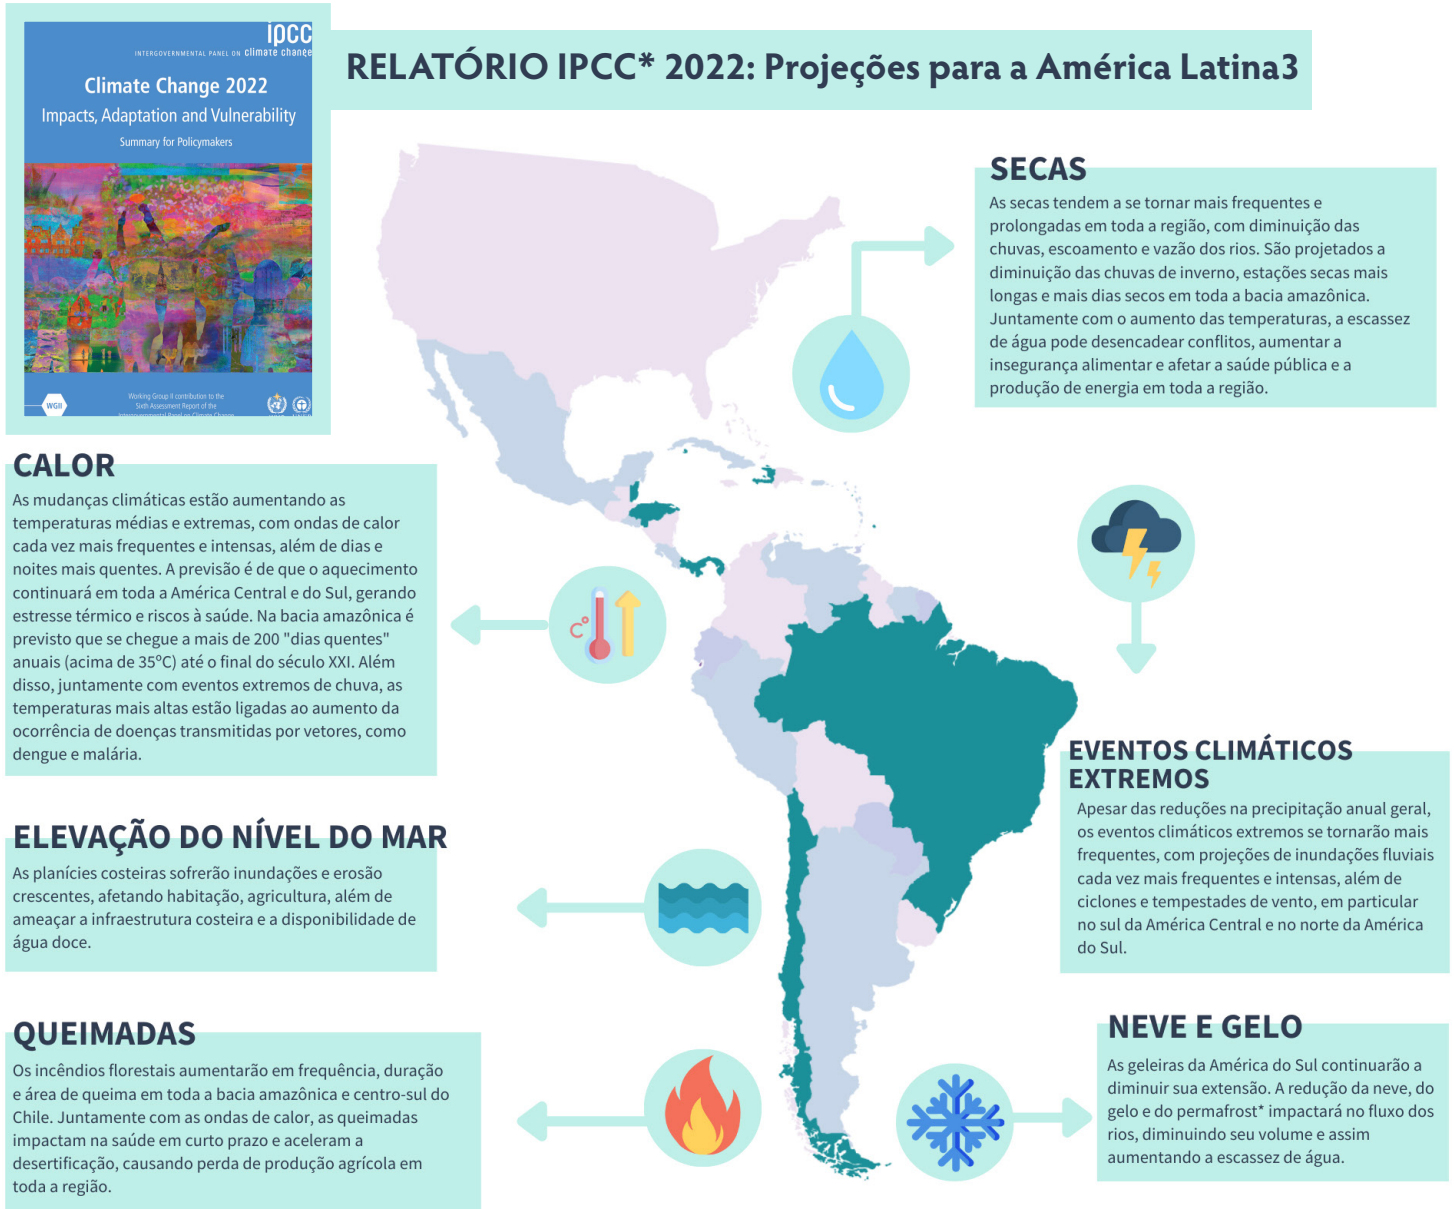 ipcc
INTERGOVERNMENTAL PANEL ON climate change
Climate Change 2022
Impacts, Adaptation and Vulnerability
Summary for Policymakers
WGII
Working Group II contribution to the
Sixth Assessment Report of the
Intergovernmental Panel on Climate Change
RELATÓRIO IPCC* 2022: Projeções para a América Latina3
SECAS
As secas tendem a se tornar mais frequentes e
prolongadas em toda a região, com diminuição das
chuvas, escoamento e vazão dos rios. São projetados a
diminuição das chuvas de inverno, estações secas mais
longas e mais dias secos em toda a bacia amazônica.
Juntamente com o aumento das temperaturas, a escassez
de água pode desencadear conflitos, aumentar a
insegurança alimentar e afetar a saúde pública e a
produção de energia em toda a região.
CALOR
As mudanças climáticas estão aumentando as
temperaturas médias e extremas, com ondas de calor
cada vez mais frequentes e intensas, além de dias e
noites mais quentes. A previsão é de que o aquecimento
continuará em toda a América Central e do Sul, gerando
estresse térmico e riscos à saúde. Na bacia amazônica é
previsto que se chegue a mais de 200 "dias quentes"
anuais (acima de 35ºC) até o final do século XXI. Além
disso, juntamente com eventos extremos de chuva, as
temperaturas mais altas estão ligadas ao aumento da
ocorrência de doenças transmitidas por vetores, como
dengue e malária.
C°
EVENTOS CLIMÁTICOS
EXTREMOS
Apesar das reduções na precipitação anual geral,
os eventos climáticos extremos se tornarão mais
frequentes, com projeções de inundações fluviais
cada vez mais frequentes e intensas, além de
ciclones e tempestades de vento, em particular
no sul da América Central e no norte da América
do Sul.
ELEVAÇÃO DO NÍVEL DO MAR
As planícies costeiras sofrerão inundações e erosão
crescentes, afetando habitação, agricultura, além de
ameaçar a infraestrutura costeira e a disponibilidade de
água doce.
QUEIMADAS
Os incêndios florestais aumentarão em frequência, duração
e área de queima em toda a bacia amazônica e centro-sul do
Chile. Juntamente com as ondas de calor, as queimadas
impactam na saúde em curto prazo e aceleram a
desertificação, causando perda de produção agrícola em
toda a região.
NEVE E GELO
As geleiras da América do Sul continuarão a
diminuir sua extensão. A redução da neve, do
gelo e do permafrost* impactará no fluxo dos
rios, diminuindo seu volume e assim
aumentando a escassez de água.